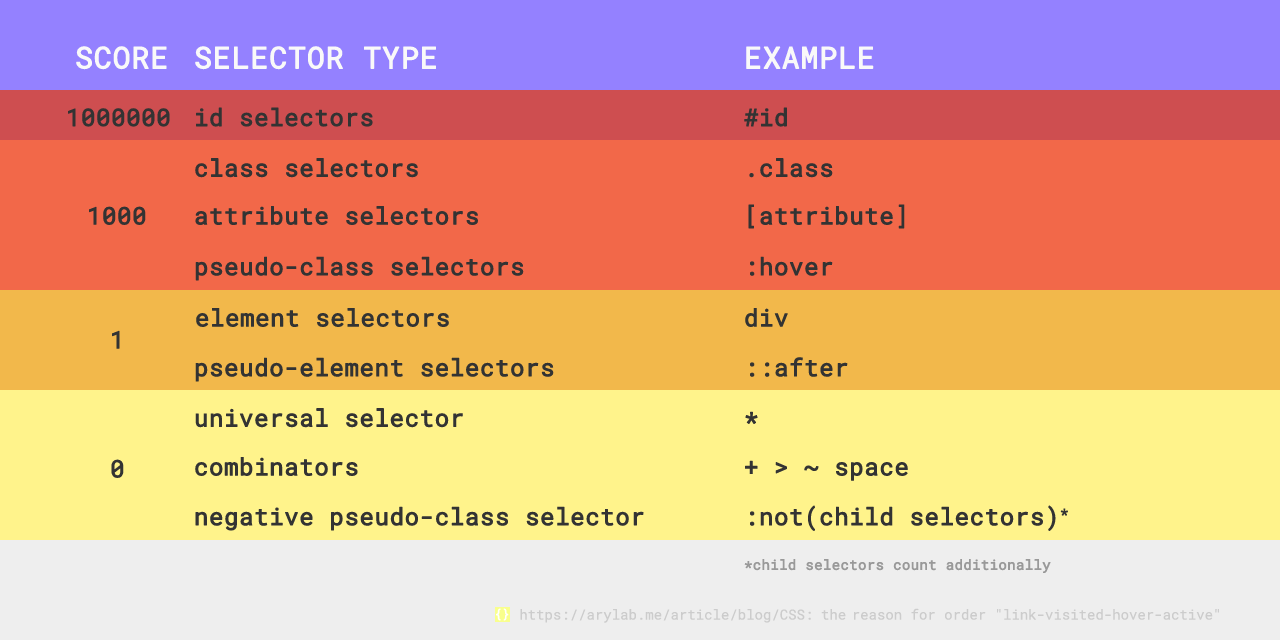 SCORE SELECTOR TYPE EXAMPLE
1000000 id selectors #id
class selectors .class
1000 attribute selectors [attribute]
pseudo-class selectors :hover
element selectors div
1
pseudo-element selectors ::after
universal selector *
0 combinators + > ~ space
negative pseudo-class selector :not(child selectors)*
*child selectors count additionally
{} https://arylab.me/article/blog/CSS: the reason for order "link-visited-hover-active"